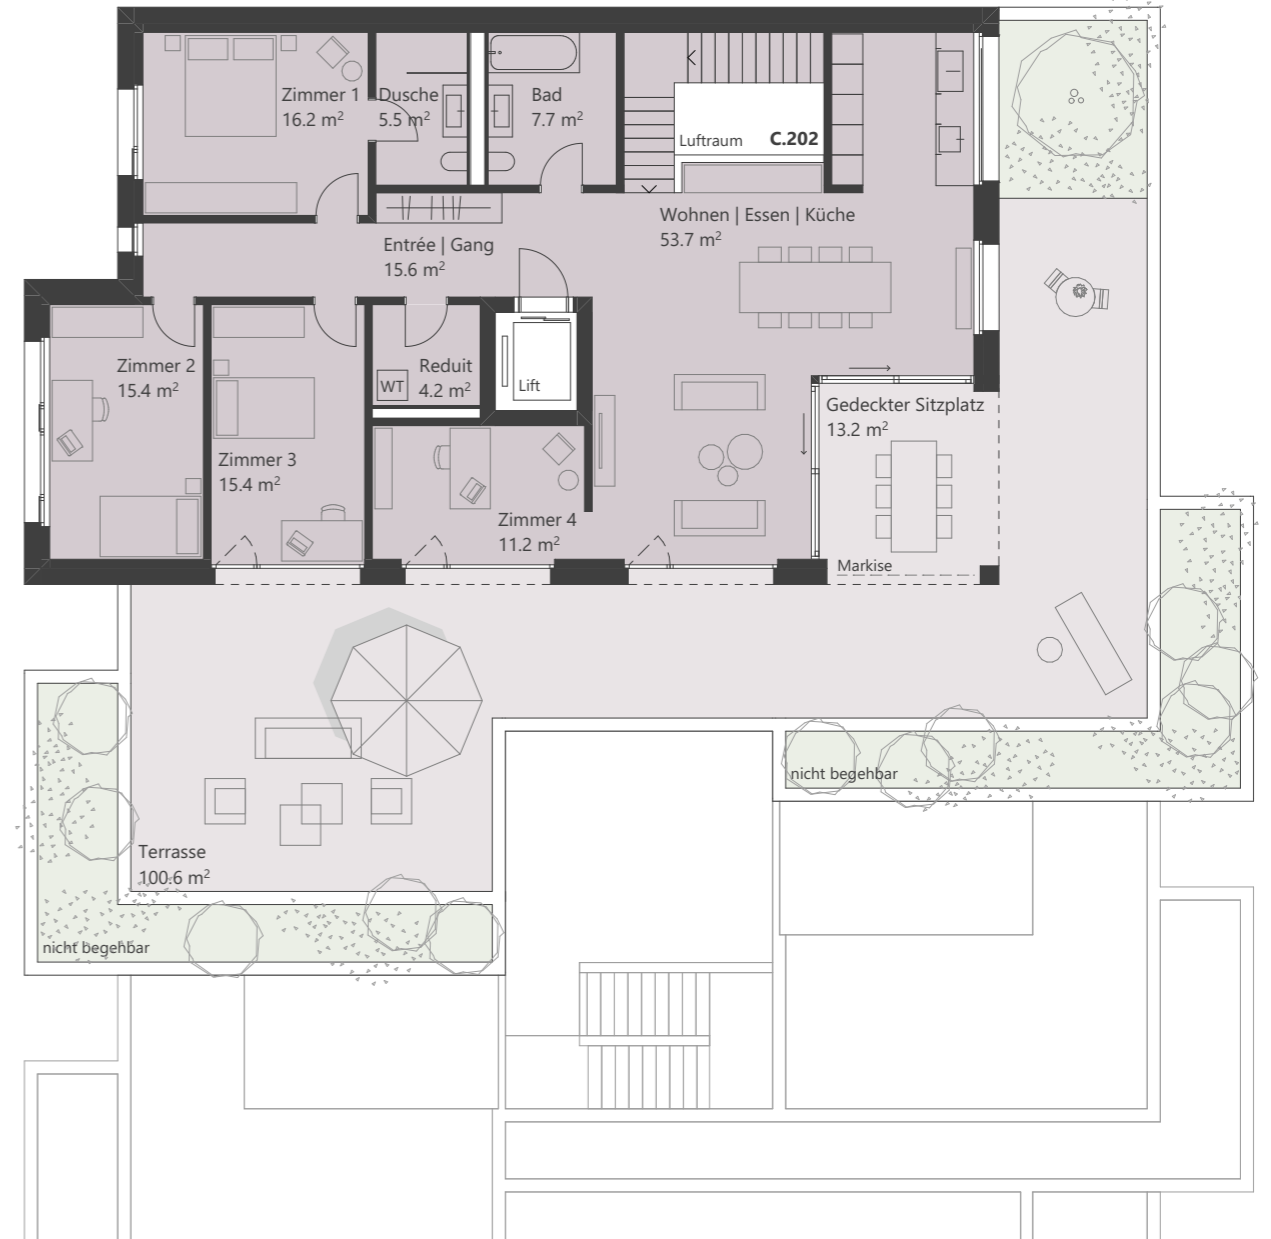 Zimmer 1
16.2 m²
Dusche
5.5 m²
Bad
7.7 m²
Luftraum
C.202
Wohnen | Essen | Küche
53.7 m²
Entrée | Gang
15.6 m²
Zimmer 2
15.4 m²
Reduit
4.2 m²
WT
Lift
Gedeckter Sitzplatz
13.2 m²
Zimmer 3
15.4 m²
Zimmer 4
11.2 m²
Markise
nicht begehbar
Terrasse
100.6 m²
nicht begehbar